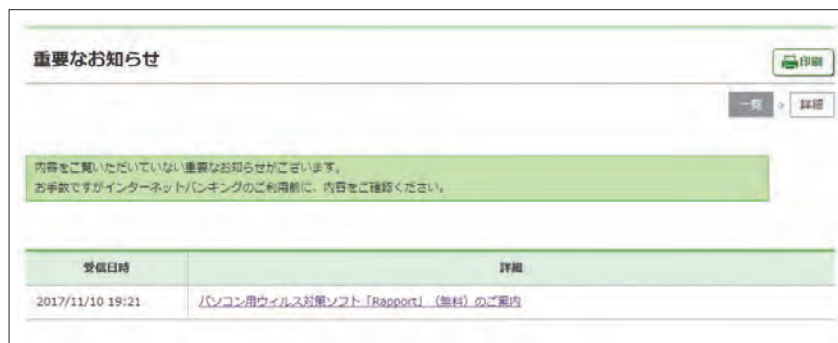 重要なお知らせ
印刷
一覧 > 詳細
内容をご覧いただいていない重要なお知らせがございます。
お手数ですがインターネットバンキングのご利用前に、内容をご確認ください。
受信日時 詳細
2017/11/10 19:21 パソコン用ウィルス対策ソフト「Rapport」（無料）のご案内